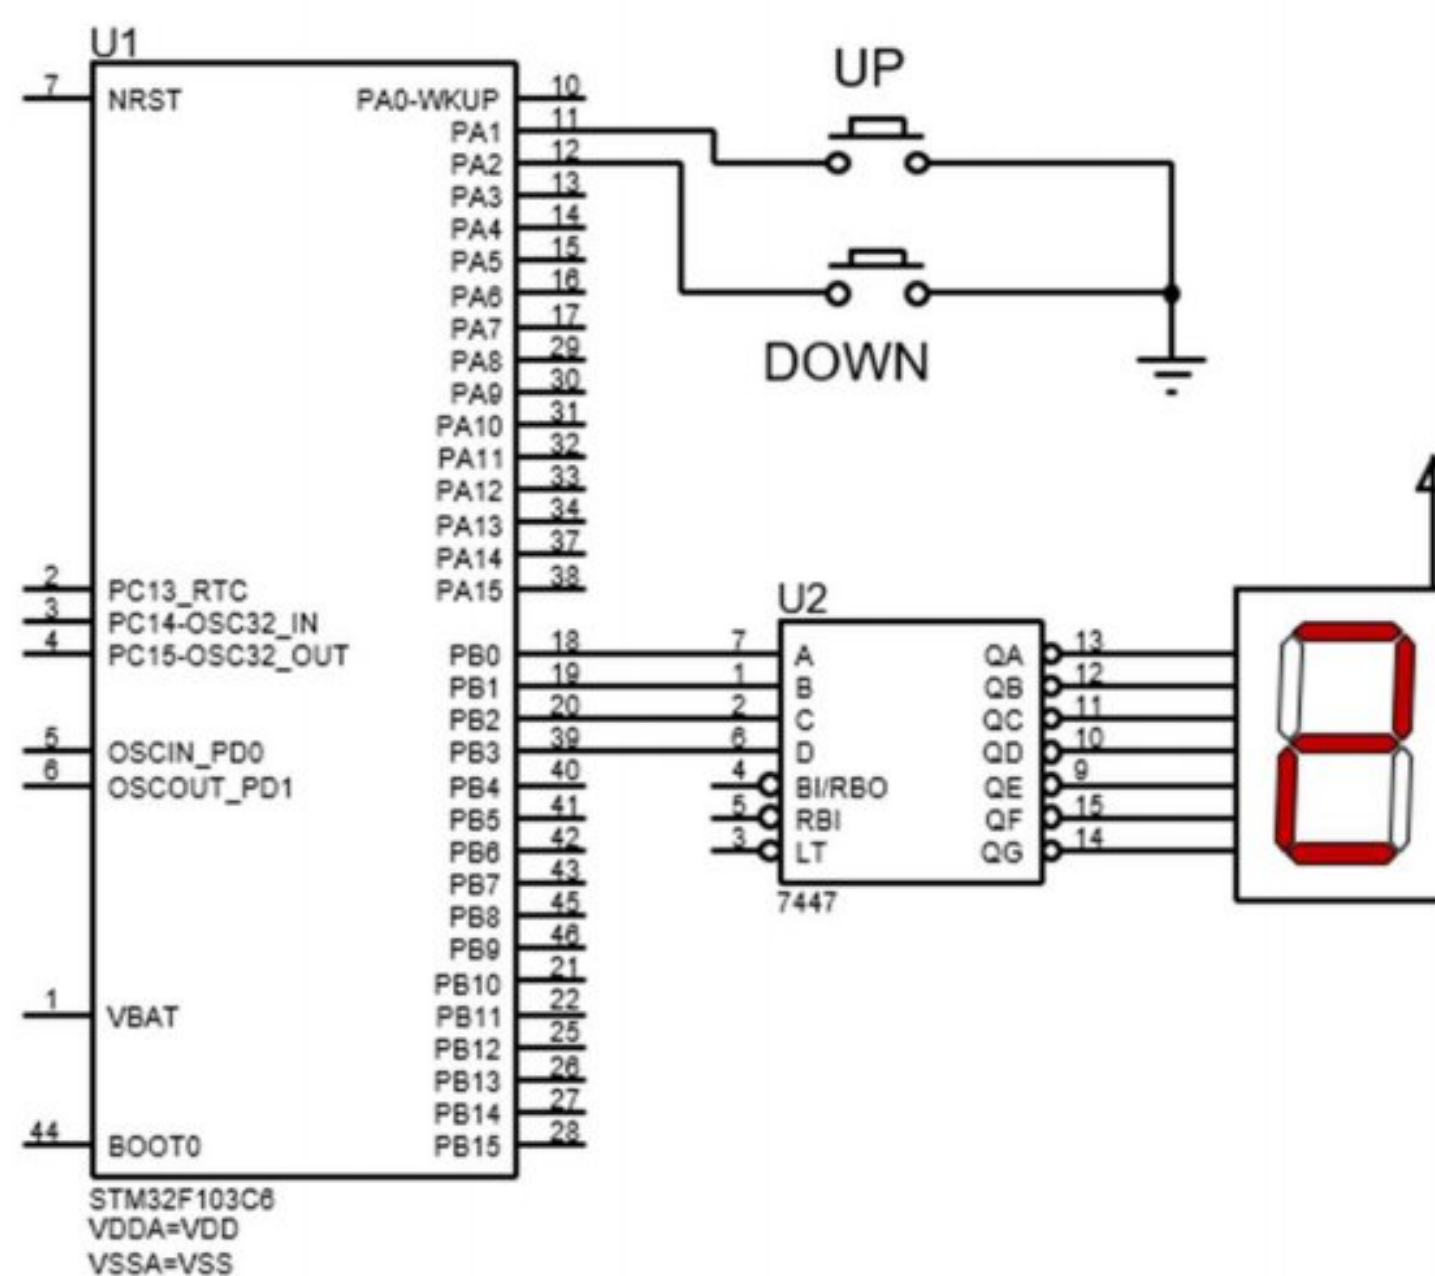 U1
7 NRST PA0-WKUP 10
PA1 11
PA2 12
PA3 13
PA4 14
PA5 15
PA6 16
PA7 17
PA8 29
PA9 30
PA10 31
PA11 32
PA12 33
PA13 34
PA14 37
2 PC13_RTC PA15 38
3 PC14-OSC32_IN
4 PC15-OSC32_OUT PB0 18
PB1 19
PB2 20
5 OSCIN_PD0 PB3 39
6 OSCOUT_PD1 PB4 40
PB5 41
PB6 42
PB7 43
PB8 45
PB9 46
PB10 21
1 VBAT PB11 22
PB12 25
PB13 26
PB14 27
44 BOOT0 PB15 28
STM32F103C6
VDDA=VDD
VSSA=VSS
UP
DOWN
U2
7 A QA 13
1 B QB 12
2 C QC 11
6 D QD 10
4 BI/RBO QE 9
5 RBI QF 15
3 LT QG 14
7447
2